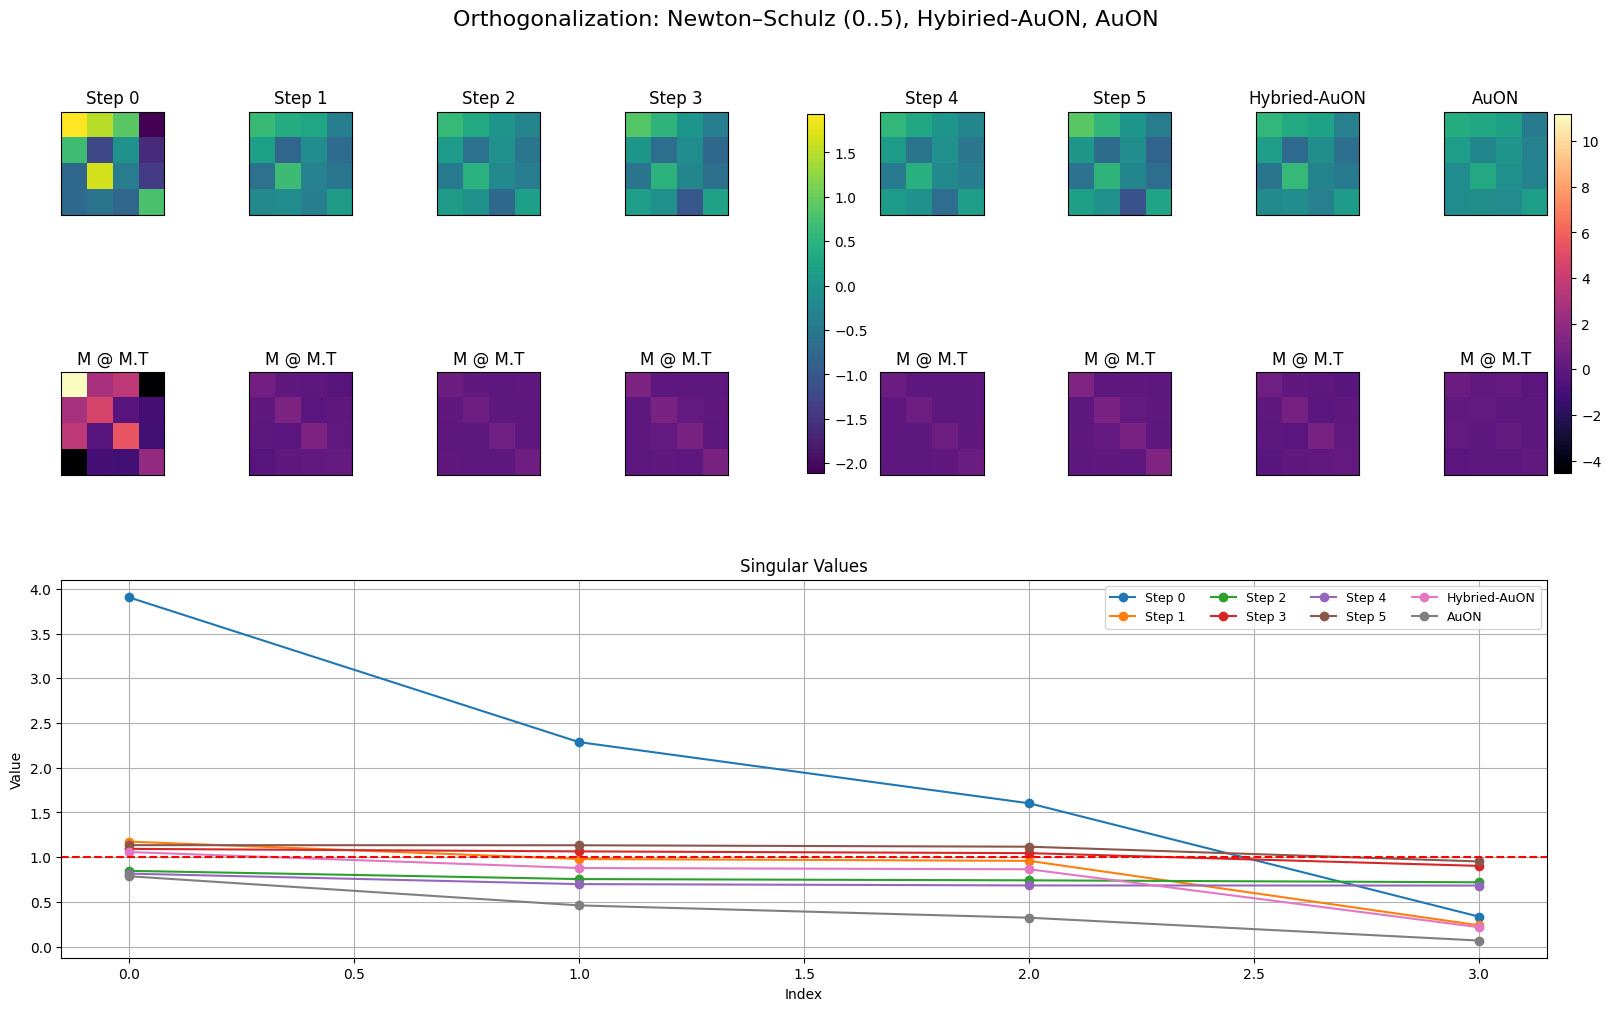 Orthogonalization: Newton–Schulz (0..5), Hybiried-AuON, AuON
Step 0
Step 1
Step 2
Step 3
Step 4
Step 5
Hybried-AuON
AuON
1.5
1.0
0.5
0.0
−0.5
−1.0
−1.5
−2.0
10
8
6
4
2
0
−2
−4
M @ M.T
M @ M.T
M @ M.T
M @ M.T
M @ M.T
M @ M.T
M @ M.T
M @ M.T
Singular Values
Step 0
Step 1
Step 2
Step 3
Step 4
Step 5
Hybried-AuON
AuON
Value
4.0
3.5
3.0
2.5
2.0
1.5
1.0
0.5
0.0
0.0
0.5
1.0
1.5
2.0
2.5
3.0
Index